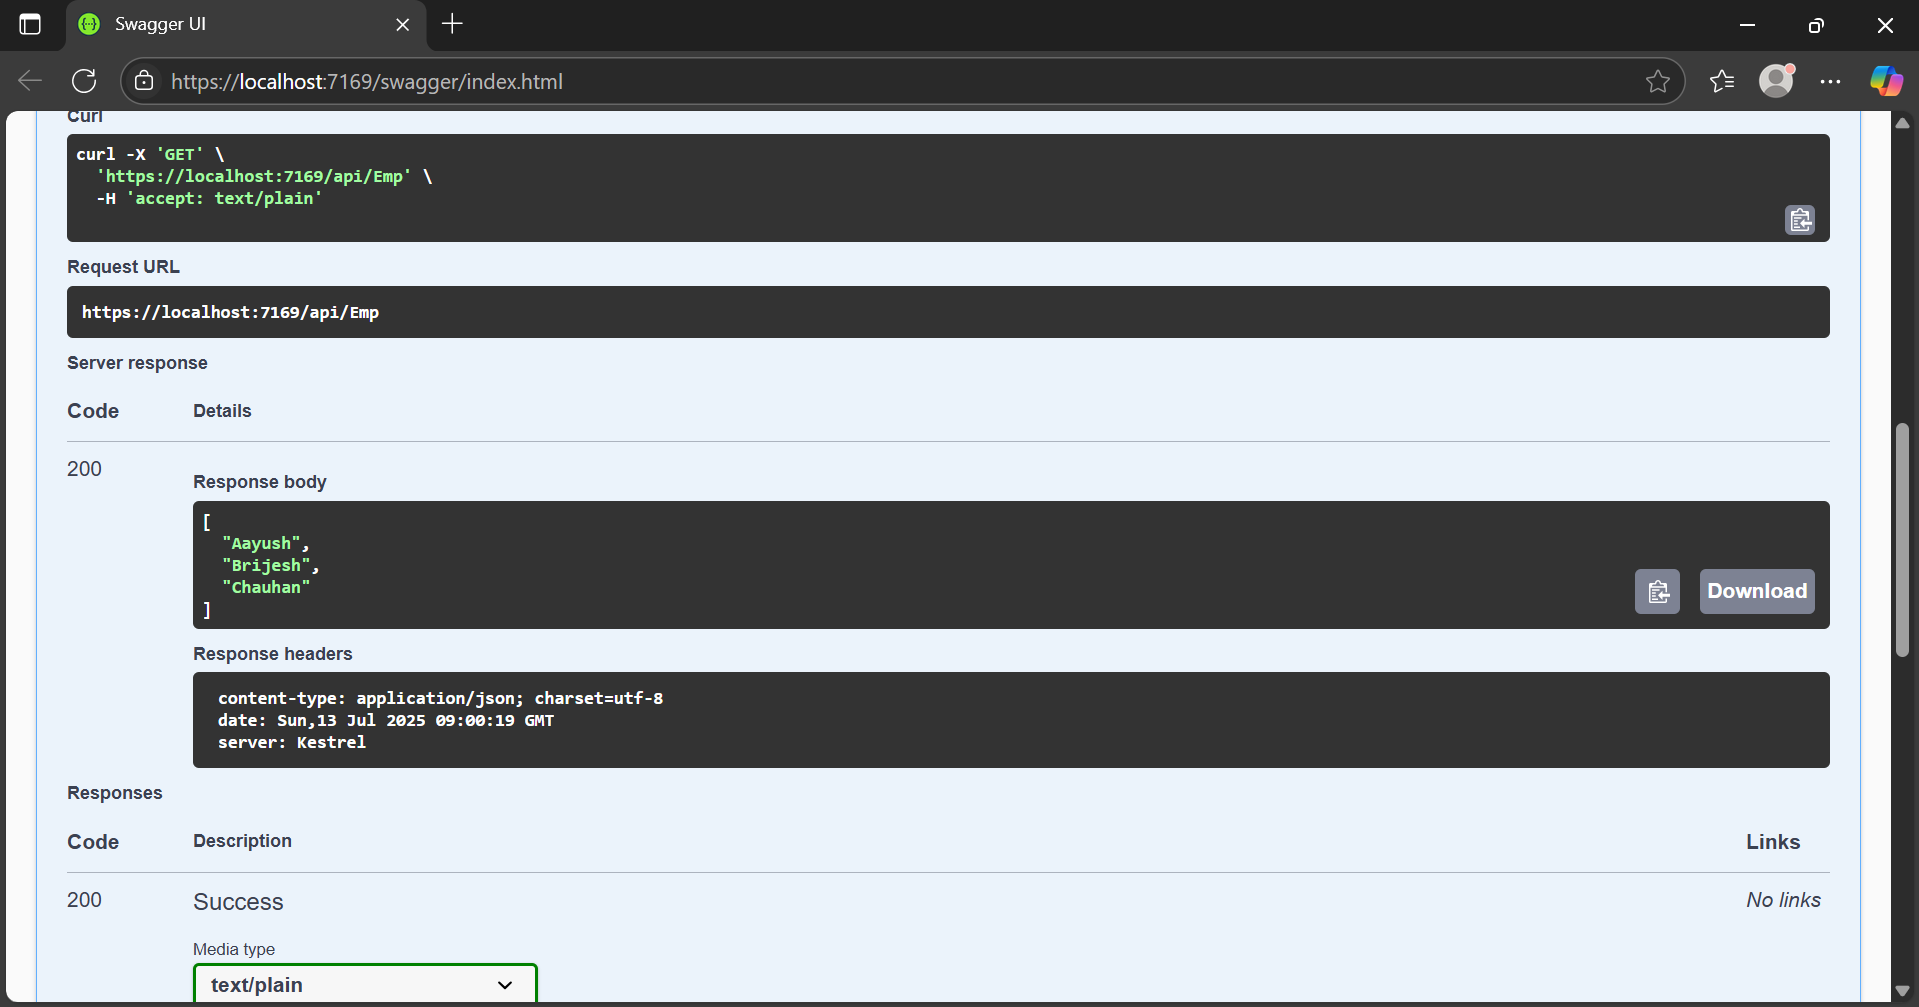 Swagger UI
https://localhost:7169/swagger/index.html
Curl
curl -X 'GET' \
'https://localhost:7169/api/Emp' \
-H 'accept: text/plain'
Request URL
https://localhost:7169/api/Emp
Server response
Code Details
200
Response body
[
"Aayush",
"Brijesh",
"Chauhan"
]
Download
Response headers
content-type: application/json; charset=utf-8
date: Sun,13 Jul 2025 09:00:19 GMT
server: Kestrel
Responses
Code Description Links
200 Success No links
Media type
text/plain